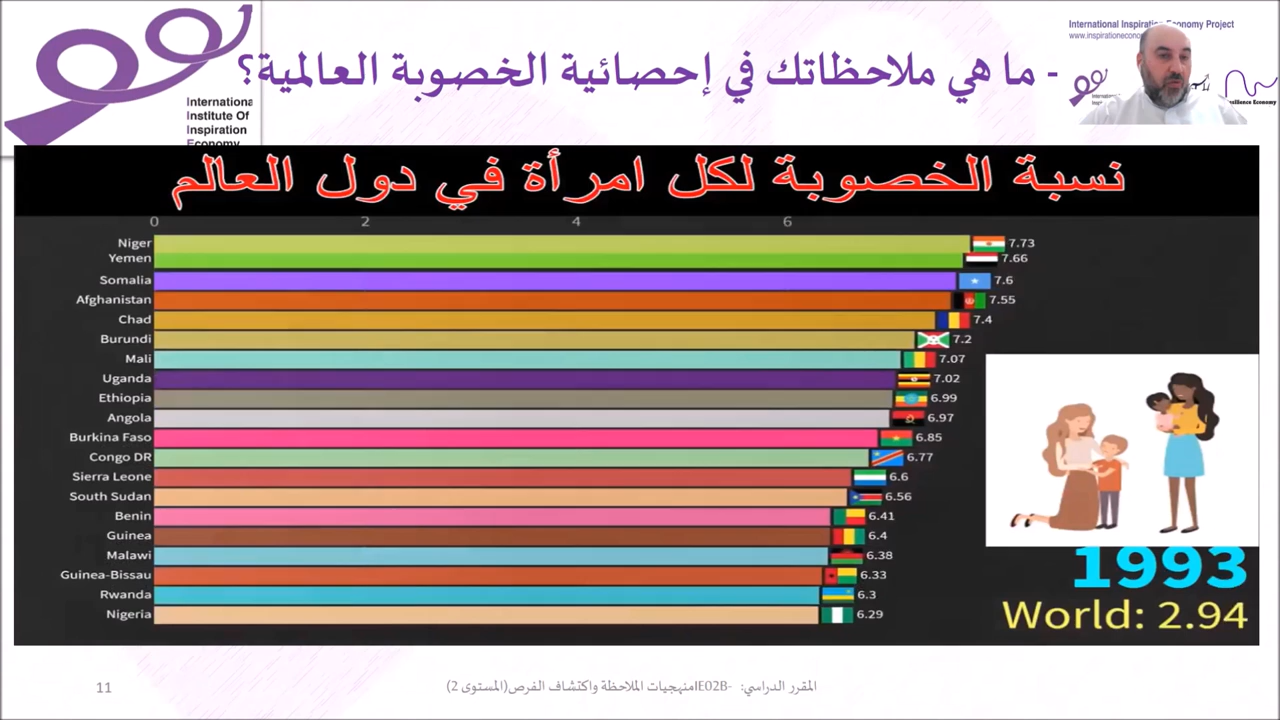 International
Institute Of
Inspiration
Economy
- ما هي ملاحظاتك في إحصائية الخصوبة العالمية؟
International Inspiration Economy Project
نسبة الخصوبة لكل امرأة في دول العالم
0 2 4 6
Niger 7.73
Yemen 7.66
Somalia 7.6
Afghanistan 7.55
Chad 7.4
Burundi 7.2
Mali 7.07
Uganda 7.02
Ethiopia 6.99
Angola 6.97
Burkina Faso 6.85
Congo DR 6.77
Sierra Leone 6.6
South Sudan 6.56
Benin 6.41
Guinea 6.4
Malawi 6.38
Guinea-Bissau 6.33
Rwanda 6.3
Nigeria 6.29
1993
World: 2.94
المقرر الدراسي: -IE02Bمنهجيات الملاحظة واكتشاف الفرص(المستوى 2)
11